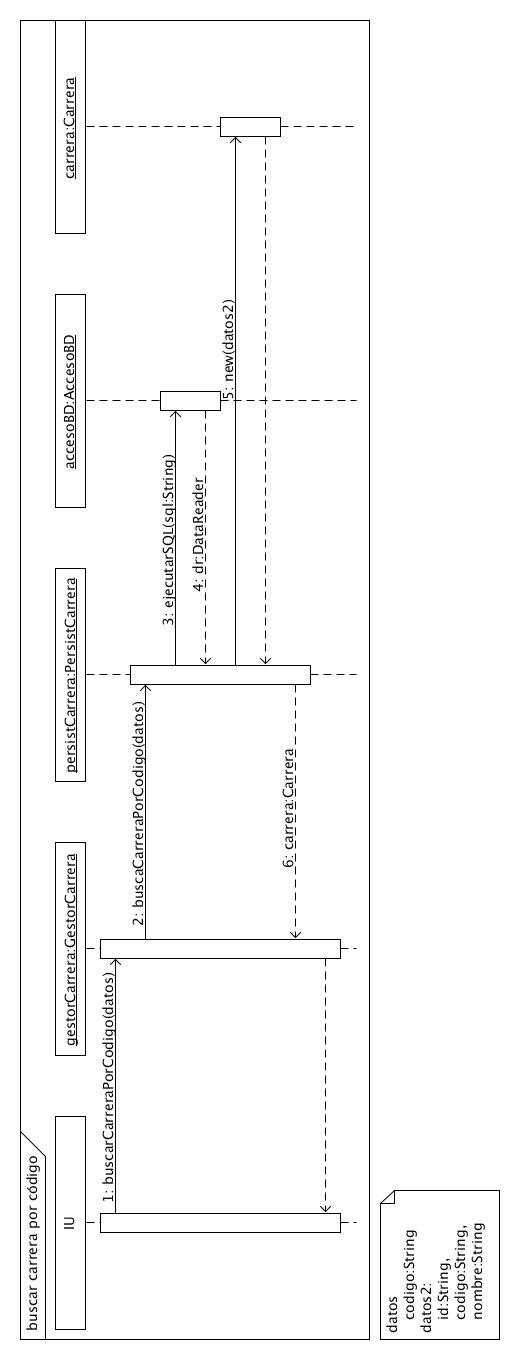 buscar carrera por código
IU
gestorCarrera:GestorCarrera
persistCarrera:PersistCarrera
accesoBD:AccesoBD
carrera:Carrera
1: buscarCarreraPorCodigo(datos)
2: buscaCarreraPorCodigo(datos)
3: ejecutarSQL(sql:String)
4: dr:DataReader
5: new(datos2)
6: carrera:Carrera
datos
codigo:String
datos2:
id:String,
codigo:String,
nombre:String